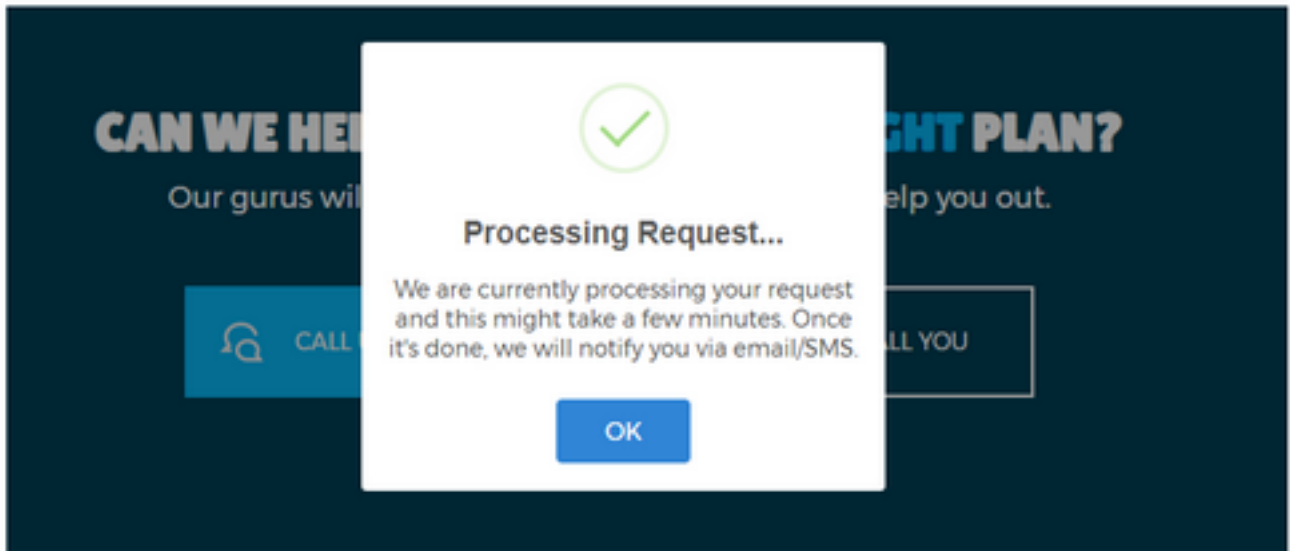 CAN WE HE GHT PLAN?
Our gurus wil elp you out.
Processing Request...
We are currently processing your request
and this might take a few minutes. Once
it's done, we will notify you via email/SMS.
CALL LL YOU
OK